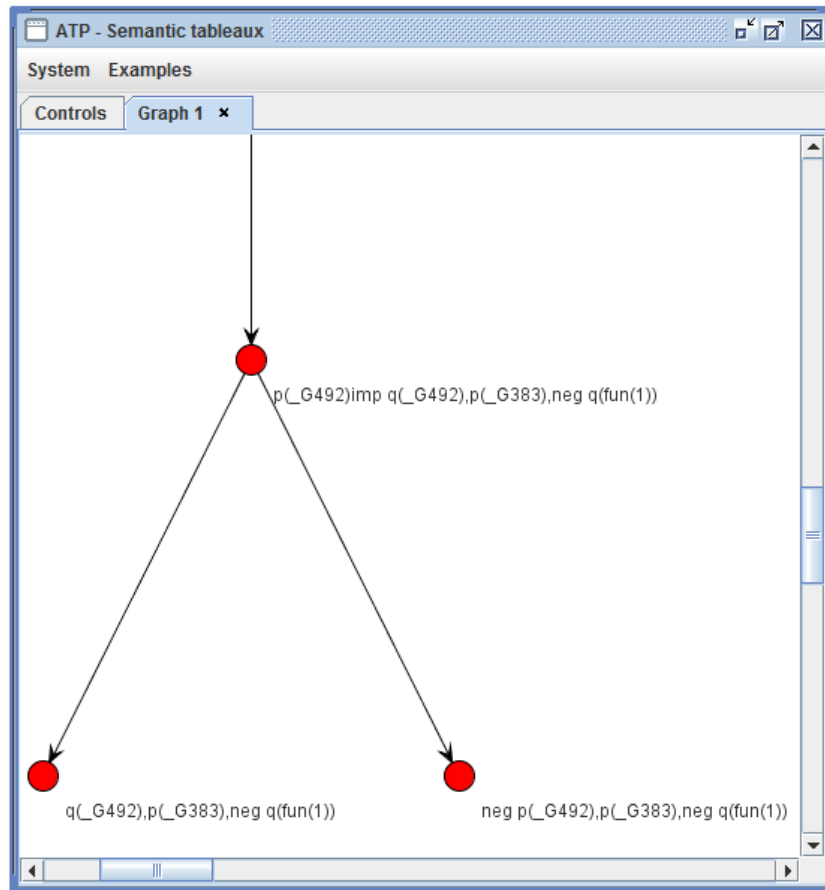 ATP - Semantic tableaux
System Examples
Controls Graph 1
p(_G492)imp q(_G492),p(_G383),neg q(fun(1))
q(_G492),p(_G383),neg q(fun(1))
neg p(_G492),p(_G383),neg q(fun(1))